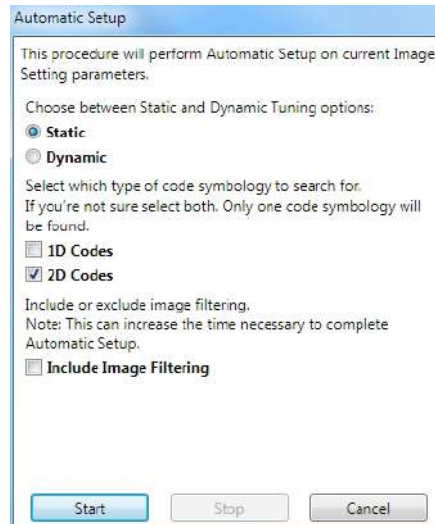 Automatic Setup
This procedure will perform Automatic Setup on current Image
Setting parameters.
Choose between Static and Dynamic Tuning options:
Static
Dynamic
Select which type of code symbology to search for.
If you're not sure select both. Only one code symbology will
be found.
1D Codes
2D Codes
Include or exclude image filtering.
Note: This can increase the time necessary to complete
Automatic Setup.
Include Image Filtering
Start Stop Cancel